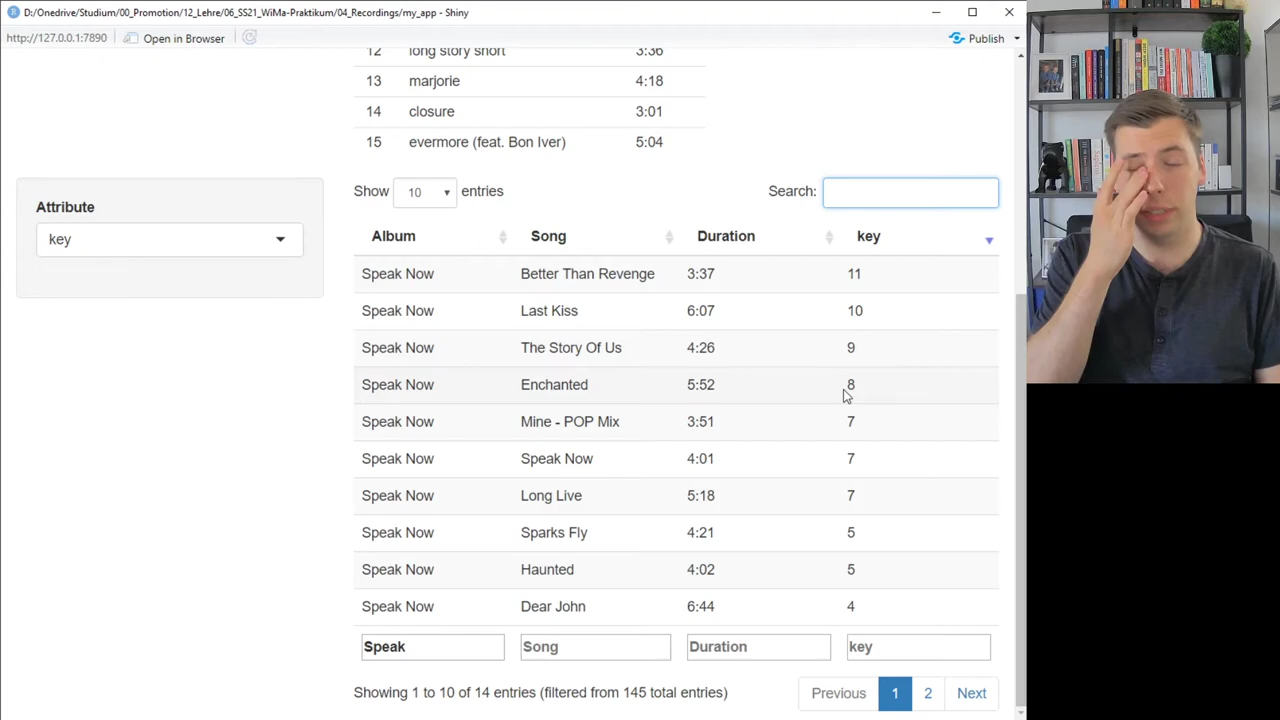 D:/Onedrive/Studium/00_Promotion/12_Lehre/06_SS21_WiMa-Praktikum/04_Recordings/my_app - Shiny
http://127.0.0.1:7890 Open in Browser Publish
12 long story short 3:36
13 marjorie 4:18
14 closure 3:01
15 evermore (feat. Bon Iver) 5:04
Attribute
key
Show 10 entries Search:
Album Song Duration key
Speak Now Better Than Revenge 3:37 11
Speak Now Last Kiss 6:07 10
Speak Now The Story Of Us 4:26 9
Speak Now Enchanted 5:52 8
Speak Now Mine - POP Mix 3:51 7
Speak Now Speak Now 4:01 7
Speak Now Long Live 5:18 7
Speak Now Sparks Fly 4:21 5
Speak Now Haunted 4:02 5
Speak Now Dear John 6:44 4
Speak Song Duration key
Showing 1 to 10 of 14 entries (filtered from 145 total entries) Previous 1 2 Next